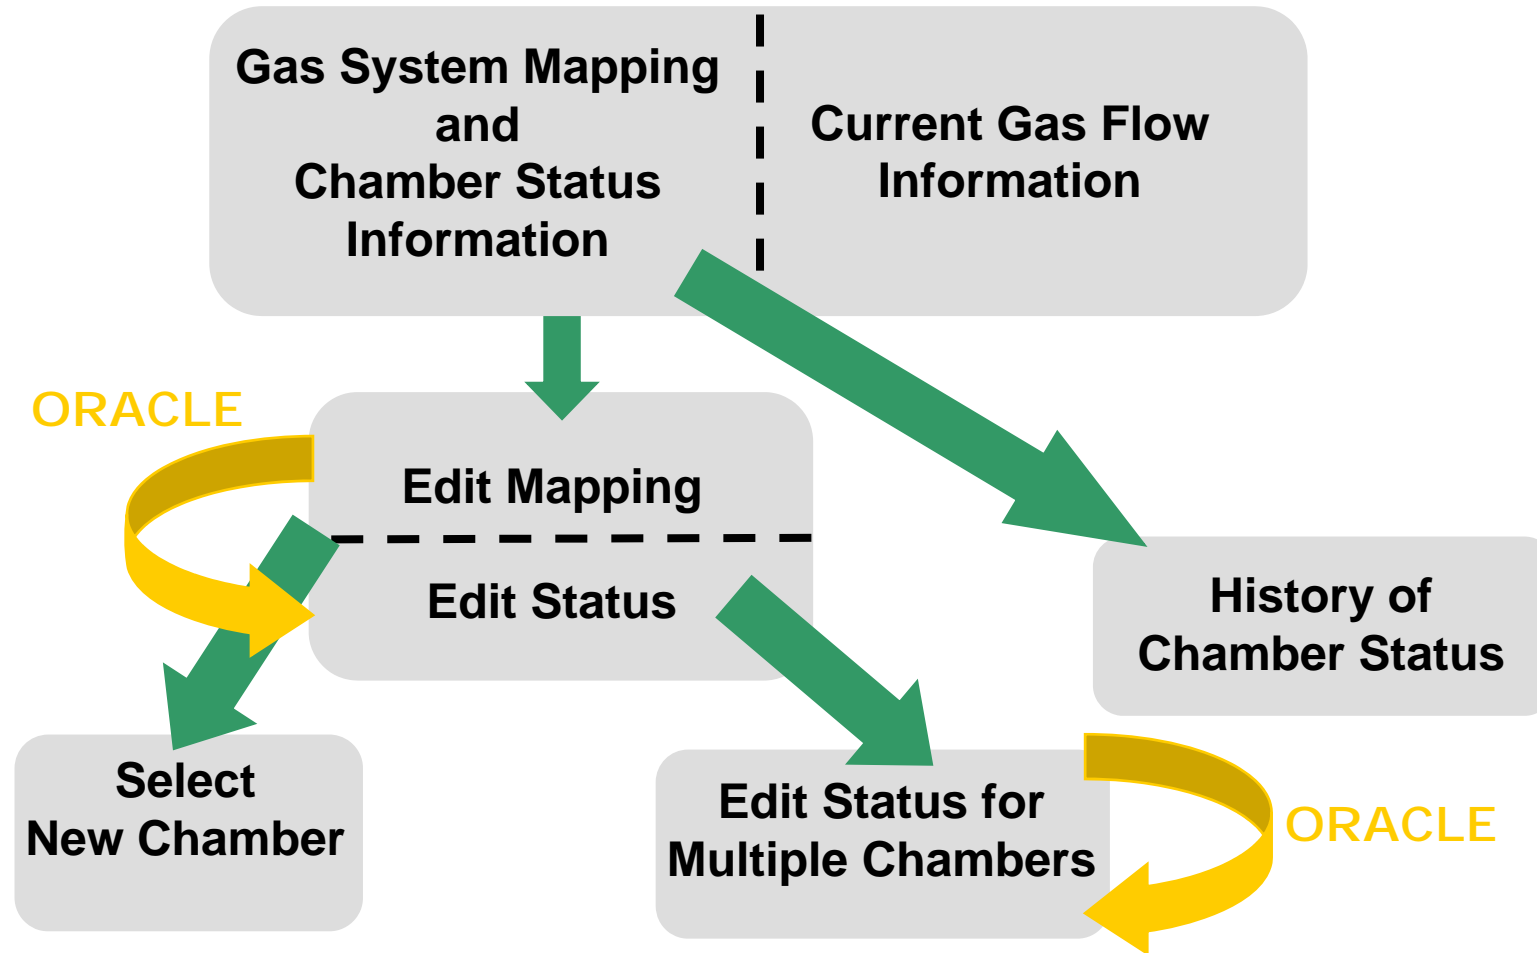 Gas System Mapping
and
Chamber Status
Information
Current Gas Flow
Information
ORACLE
Edit Mapping
Edit Status
History of
Chamber Status
Select
New Chamber
Edit Status for
Multiple Chambers
ORACLE